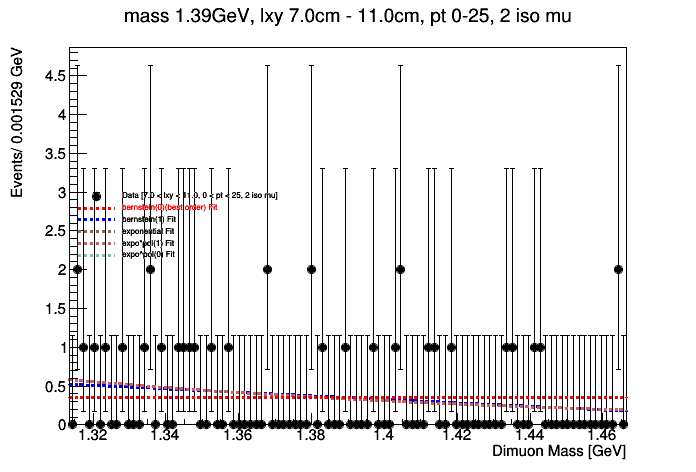 mass 1.39GeV, lxy 7.0cm - 11.0cm, pt 0-25, 2 iso mu
Events/ 0.001529 GeV
4.5
4
3.5
3
2.5
2
1.5
1
0.5
0
Data [7.0 < lxy < 11.0, 0 < pt < 25, 2 iso mu]
bernstein(0)(best order) Fit
bernstein(1) Fit
exponential Fit
expo*pol(1) Fit
expo*pol(0) Fit
1.32 1.34 1.36 1.38 1.4 1.42 1.44 1.46
Dimuon Mass [GeV]